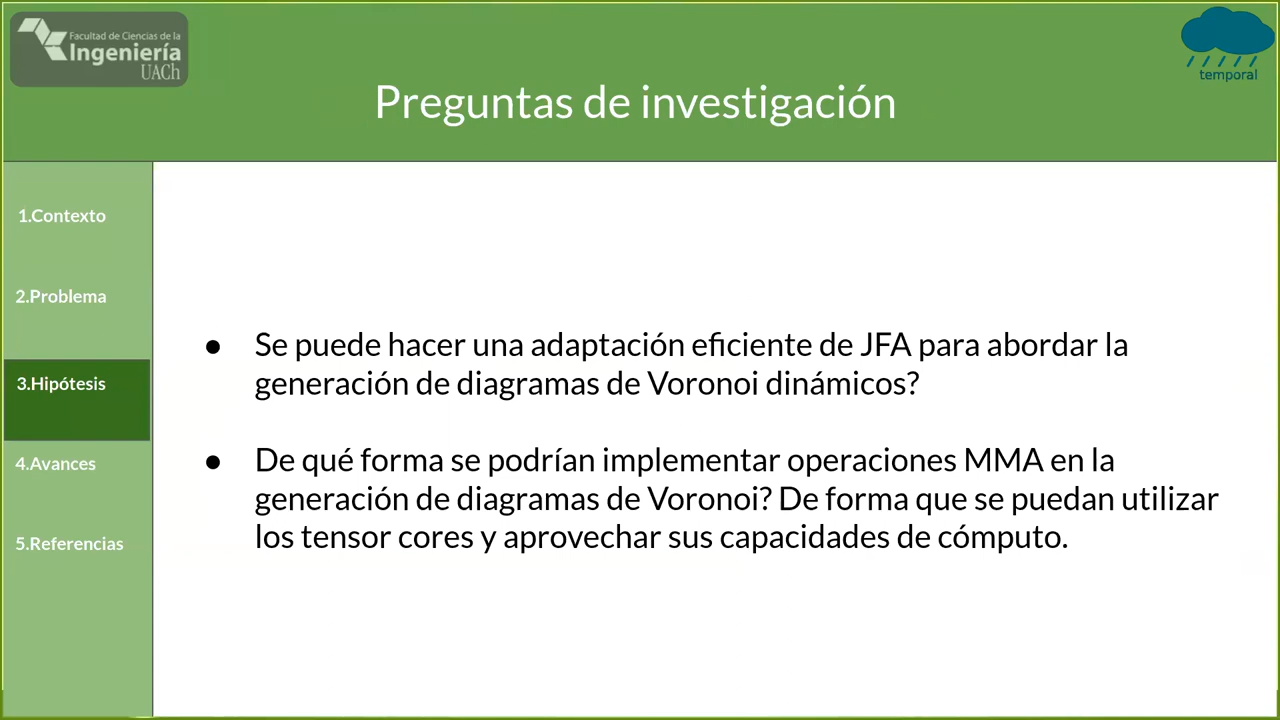 Facultad de Ciencias de la
Ingeniería
UACh
temporal
Preguntas de investigación
1.Contexto
2.Problema
3.Hipótesis
4.Avances
5.Referencias
● Se puede hacer una adaptación eficiente de JFA para abordar la
generación de diagramas de Voronoi dinámicos?
● De qué forma se podrían implementar operaciones MMA en la
generación de diagramas de Voronoi? De forma que se puedan utilizar
los tensor cores y aprovechar sus capacidades de cómputo.